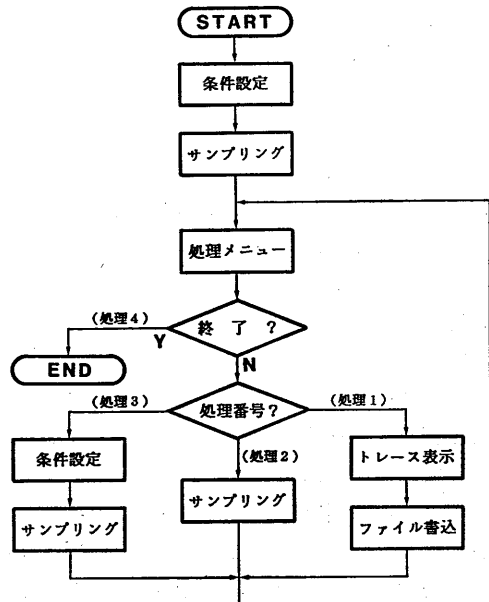 START
条件設定
サンプリング
処理メニュー
(処理4)
終了?
Y
END
N
(処理3)
処理番号?
(処理1)
条件設定
(処理2)
トレース表示
サンプリング
サンプリング
ファイル書込